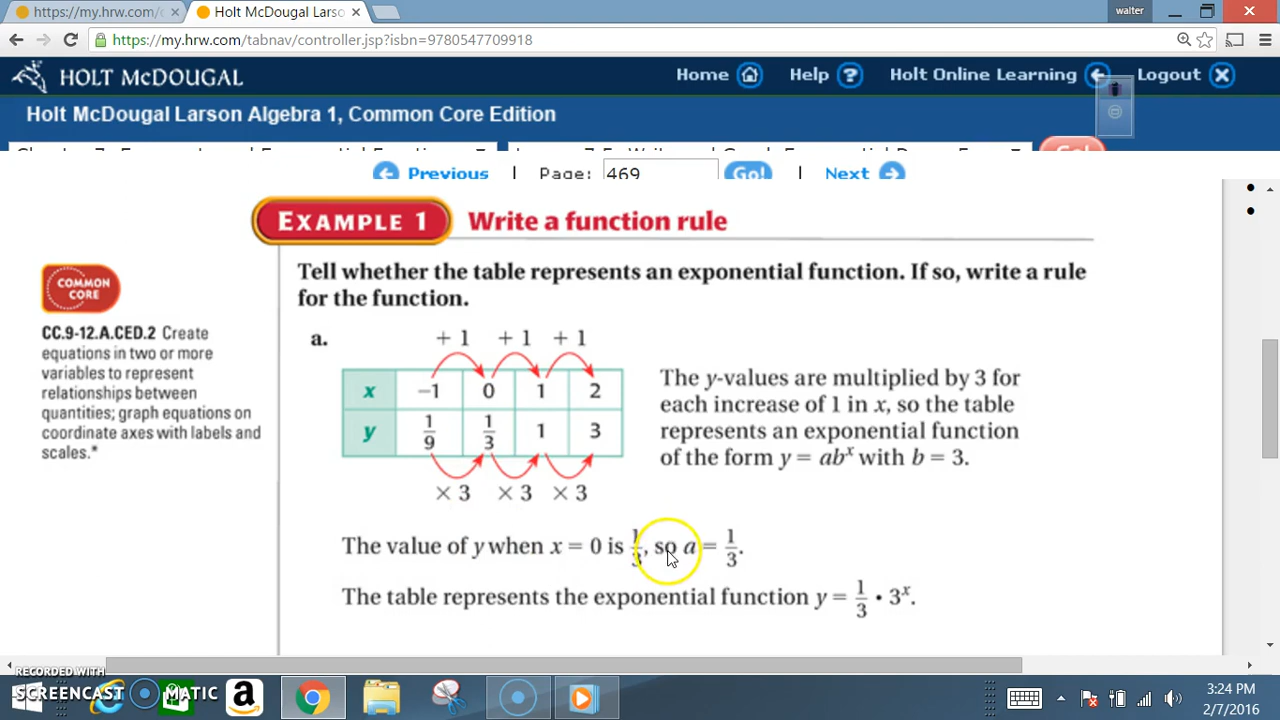 https://my.hrw.com/tabnav/ ×
Holt McDougal Larso ×
walter
https://my.hrw.com/tabnav/controller.jsp?isbn=9780547709918
HOLT MCDOUGAL
Home
Help ?
Holt Online Learning
Logout X
Holt McDougal Larson Algebra 1, Common Core Edition
Go!
Previous | Page: 469 Go! | Next
EXAMPLE 1 Write a function rule
Tell whether the table represents an exponential function. If so, write a rule
for the function.
COMMON
CORE
CC.9-12.A.CED.2 Create
equations in two or more
variables to represent
relationships between
quantities; graph equations on
coordinate axes with labels and
scales.*
a.
+ 1 + 1 + 1
x −1 0 1 2
y 1/9 1/3 1 3
× 3 × 3 × 3
The y-values are multiplied by 3 for
each increase of 1 in x, so the table
represents an exponential function
of the form y = abˣ with b = 3.
The value of y when x = 0 is 1/3, so a = 1/3.
The table represents the exponential function y = 1/3 • 3ˣ.
RECORDED WITH
SCREENCAST MATIC
3:24 PM
2/7/2016